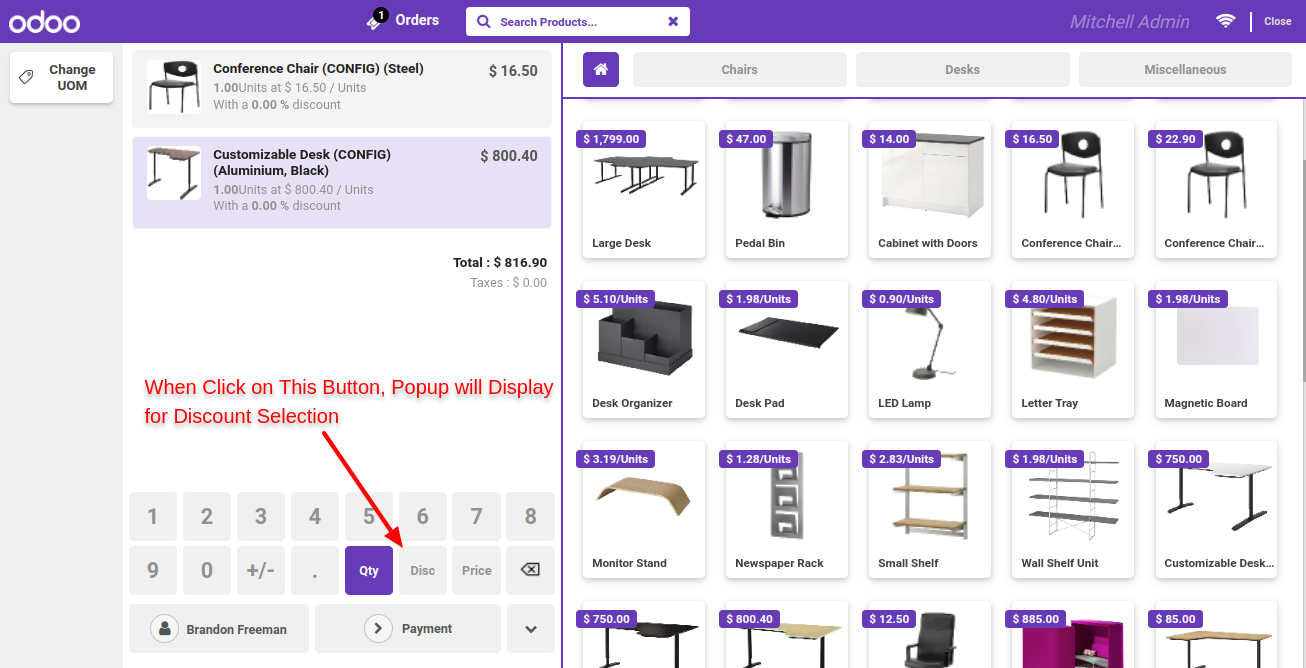 odoo
1
Orders
Search Products...
Mitchell Admin
Close
Change
UOM
Conference Chair (CONFIG) (Steel)
$ 16.50
1.00Units at $ 16.50 / Units
With a 0.00 % discount
Customizable Desk (CONFIG)
(Aluminium, Black)
$ 800.40
1.00Units at $ 800.40 / Units
With a 0.00 % discount
Total : $ 816.90
Taxes : $ 0.00
When Click on This Button, Popup will Display
for Discount Selection
1 2 3 4 5 6 7 8
9 0 +/- . Qty Disc Price
Brandon Freeman
Payment
Chairs
Desks
Miscellaneous
$ 1,799.00
Large Desk
$ 47.00
Pedal Bin
$ 14.00
Cabinet with Doors
$ 16.50
Conference Chair...
$ 22.90
Conference Chair...
$ 5.10/Units
Desk Organizer
$ 1.98/Units
Desk Pad
$ 0.90/Units
LED Lamp
$ 4.80/Units
Letter Tray
$ 1.98/Units
Magnetic Board
$ 3.19/Units
Monitor Stand
$ 1.28/Units
Newspaper Rack
$ 2.83/Units
Small Shelf
$ 1.98/Units
Wall Shelf Unit
$ 750.00
Customizable Desk...
$ 750.00
$ 800.40
$ 12.50
$ 885.00
$ 85.00